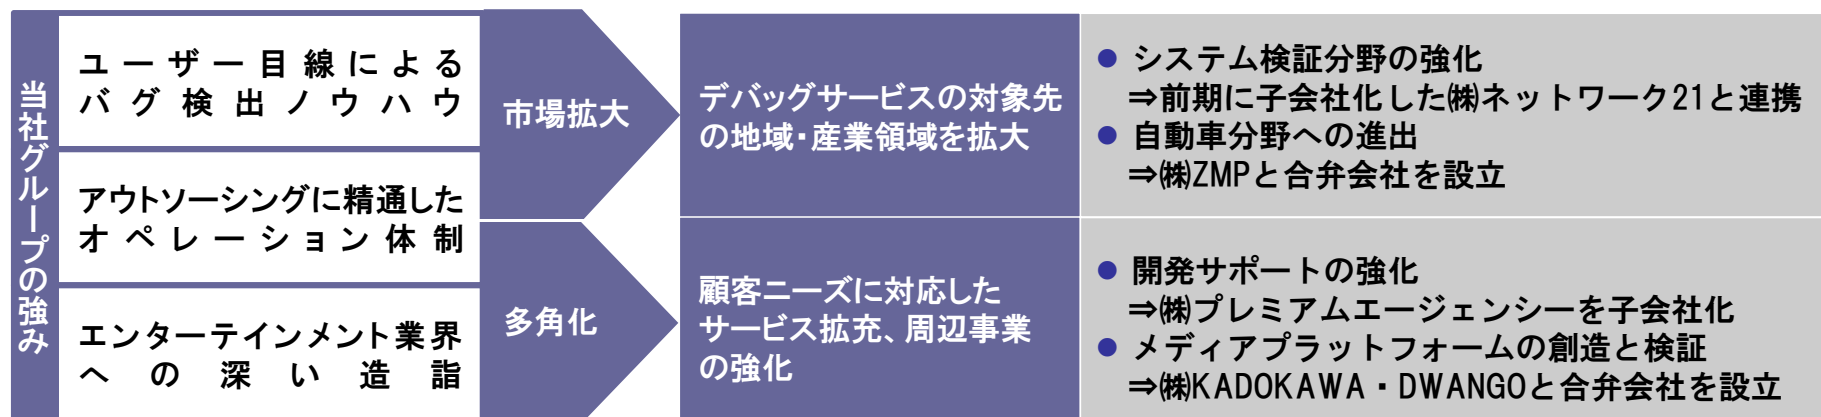 当社グループの強み
ユーザー目線による
バグ検出ノウハウ
アウトソーシングに精通した
オペレーション体制
エンターテインメント業界
への深い造詣
市場拡大
デバッグサービスの対象先
の地域・産業領域を拡大
● システム検証分野の強化
⇒前期に子会社化した㈱ネットワーク21と連携
● 自動車分野への進出
⇒㈱ZMPと合弁会社を設立
多角化
顧客ニーズに対応した
サービス拡充、周辺事業
の強化
● 開発サポートの強化
⇒㈱プレミアムエージェンシーを子会社化
● メディアプラットフォームの創造と検証
⇒㈱KADOKAWA・DWANGOと合弁会社を設立